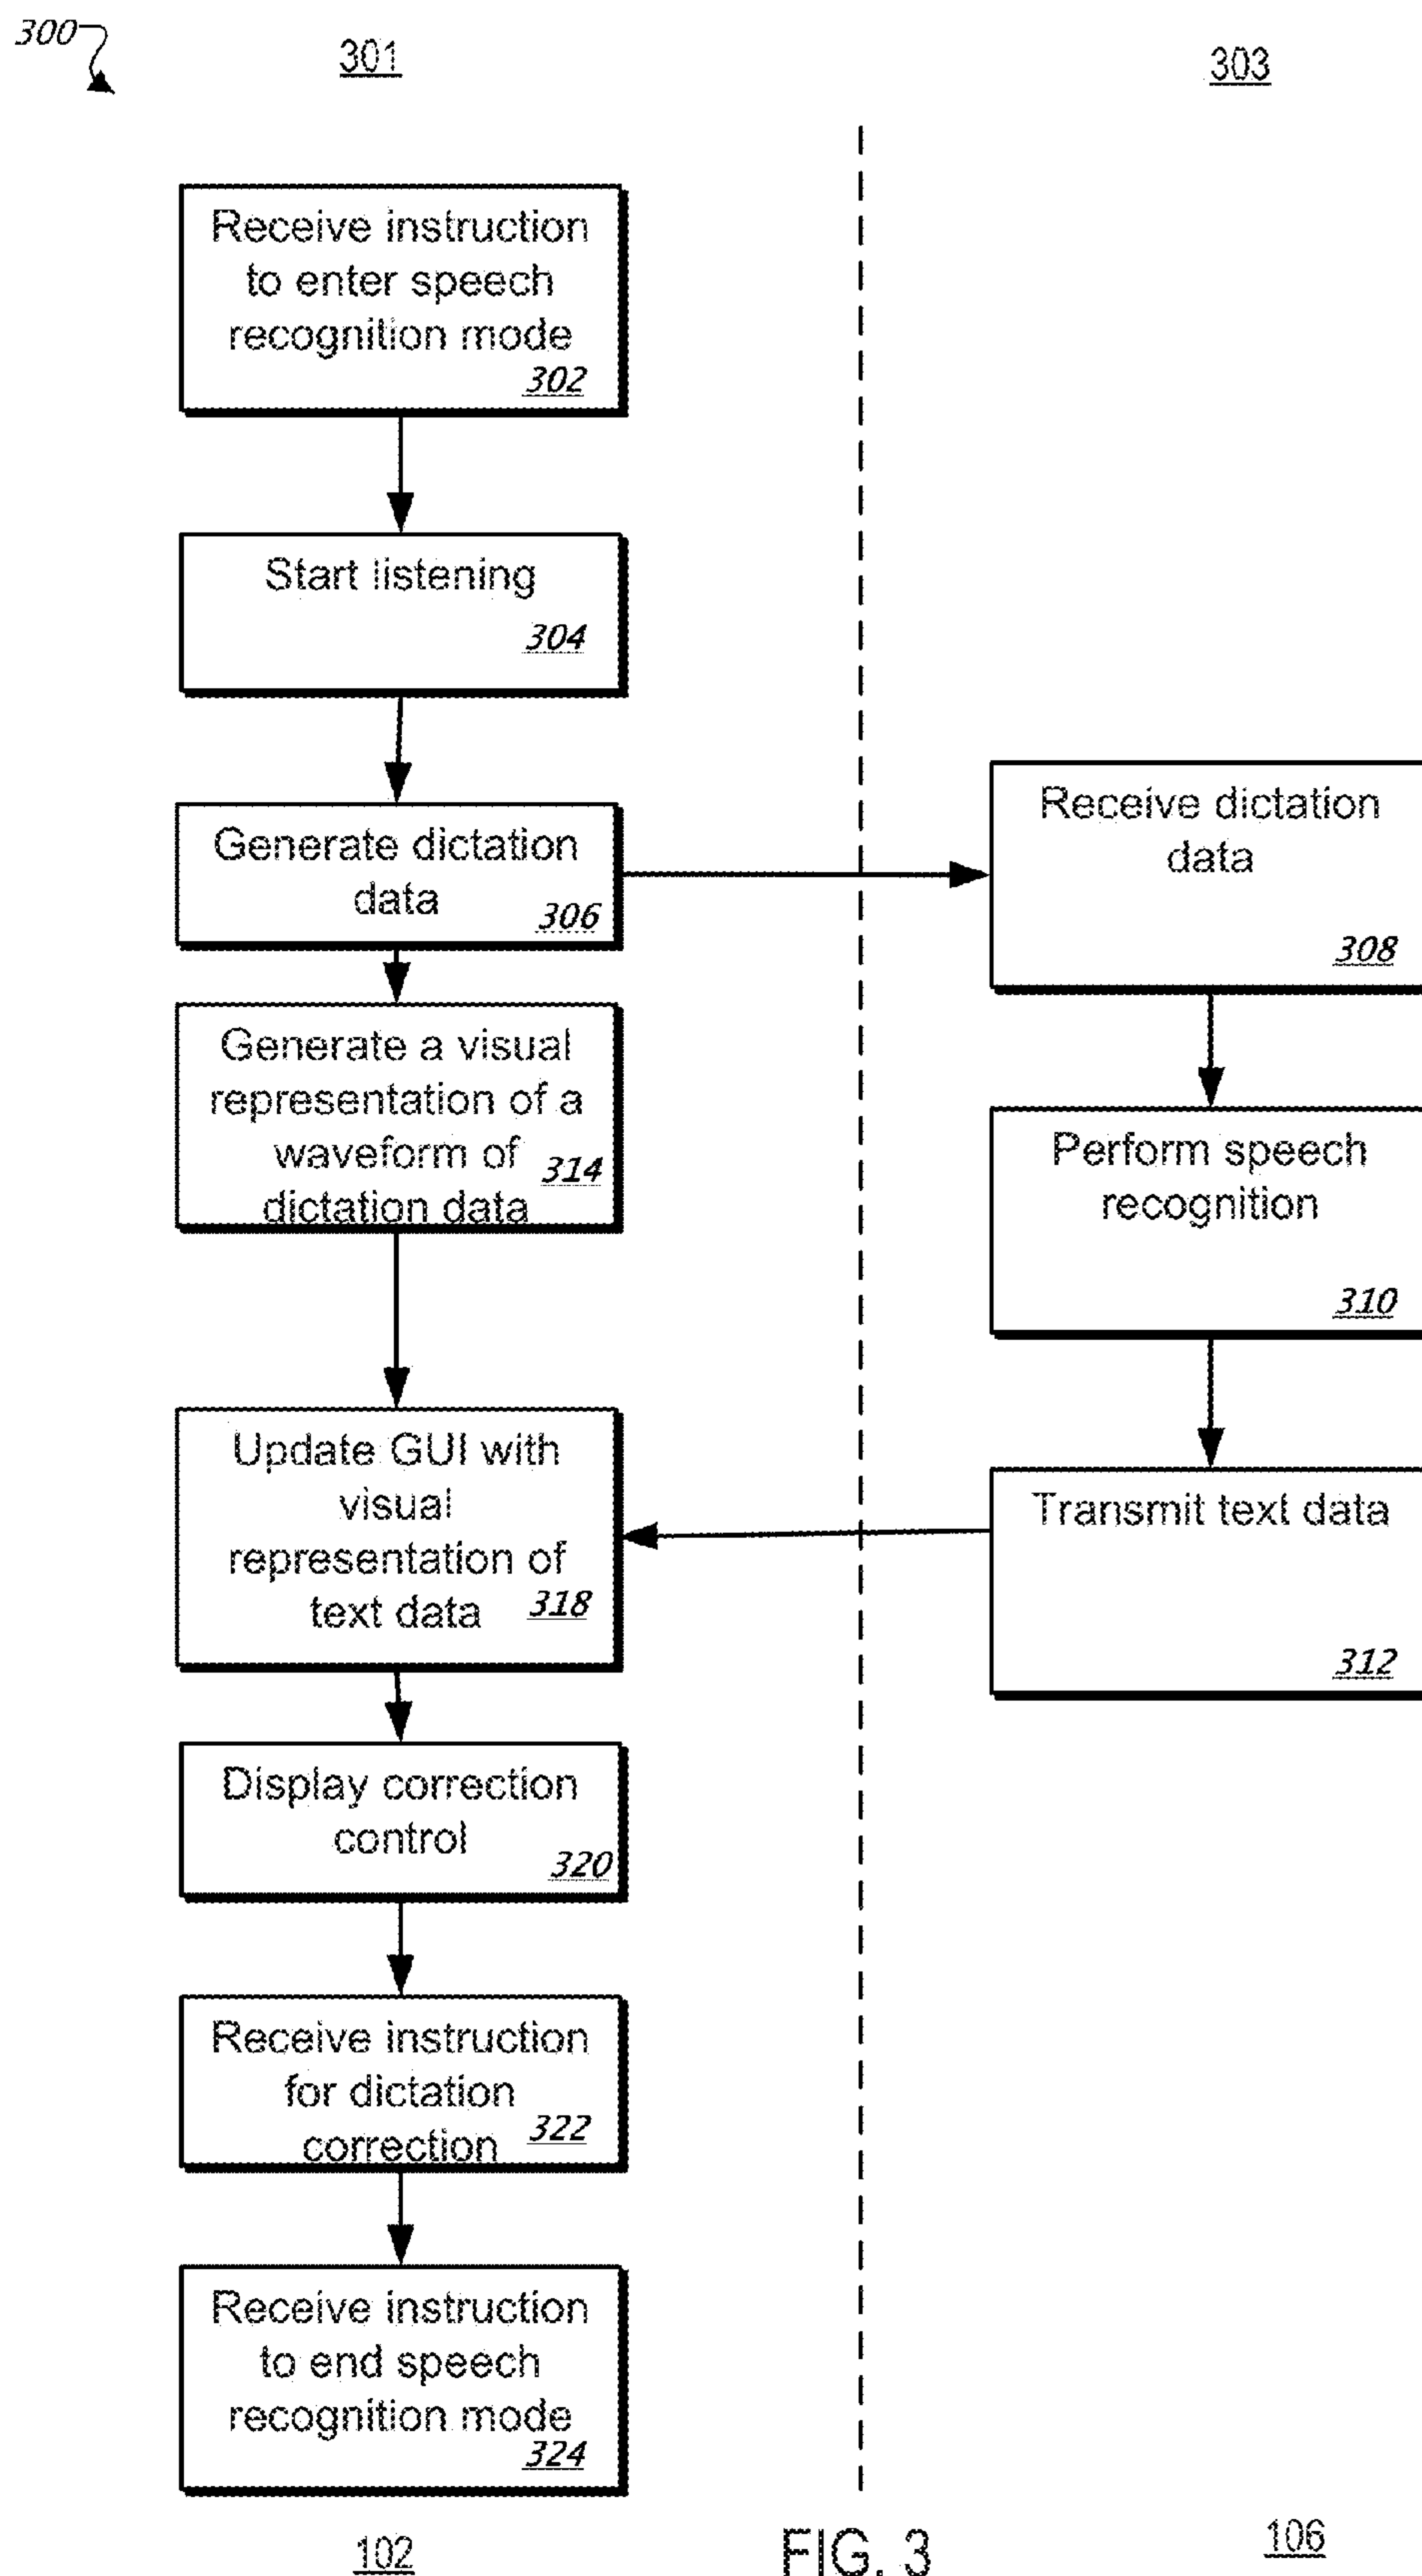 300
301
303
Receive instruction
to enter speech
recognition mode
302
Start listening
304
Generate dictation
data
306
Receive dictation
data
308
Generate a visual
representation of a
waveform of
dictation data
314
Perform speech
recognition
310
Update GUI with
visual
representation of
text data
318
Transmit text data
312
Display correction
control
320
Receive instruction
for dictation
correction
322
Receive instruction
to end speech
recognition mode
324
102
FIG. 3
106